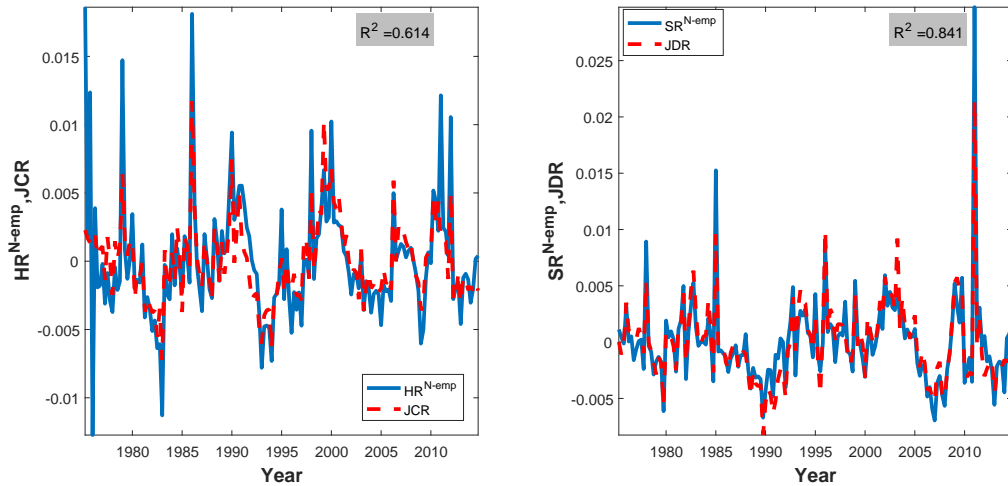 R² =0.614
0.015
0.01
0.005
0
-0.005
-0.01
HR^N-emp,JCR
HR^N-emp
JCR
1980 1985 1990 1995 2000 2005 2010
Year
SR^N-emp
JDR
R² =0.841
0.025
0.02
0.015
0.01
0.005
0
-0.005
SR^N-emp,JDR
1980 1985 1990 1995 2000 2005 2010
Year